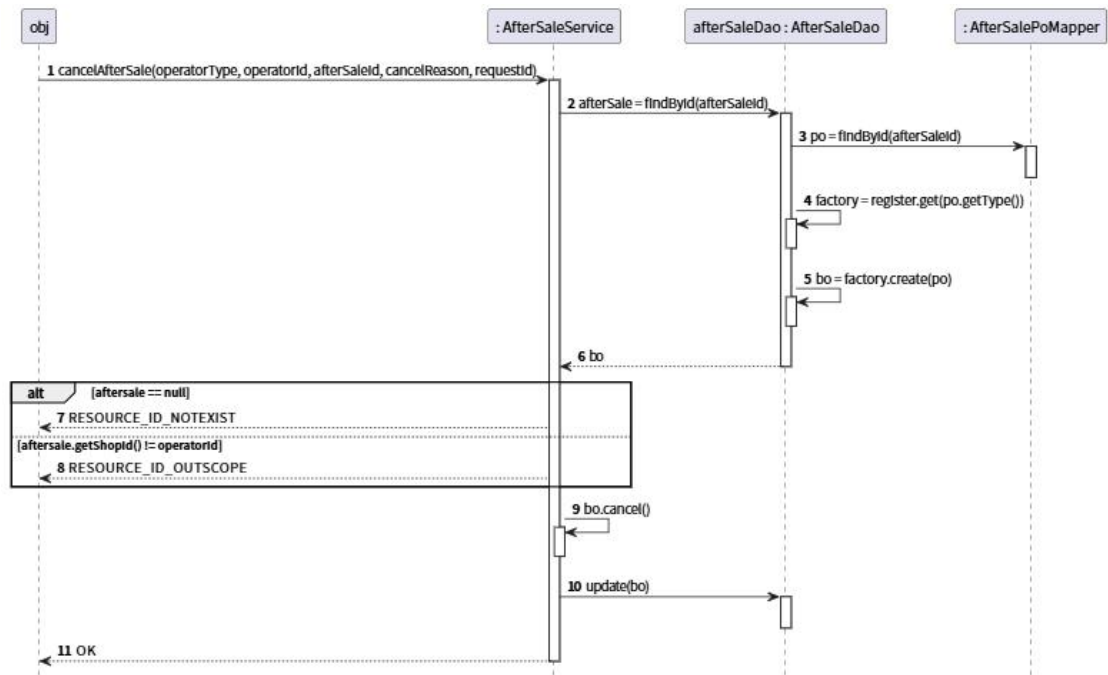 obj
: AfterSaleService
afterSaleDao : AfterSaleDao
: AfterSalePoMapper
1 cancelAfterSale(operatorType, operatorId, afterSaleId, cancelReason, requestId)
2 afterSale = findById(afterSaleId)
3 po = findById(afterSaleId)
4 factory = register.get(po.getType())
5 bo = factory.create(po)
6 bo
alt [aftersale == null]
7 RESOURCE_ID_NOTEXIST
[aftersale.getShopId() != operatorId]
8 RESOURCE_ID_OUTSCOPE
9 bo.cancel()
10 update(bo)
11 OK